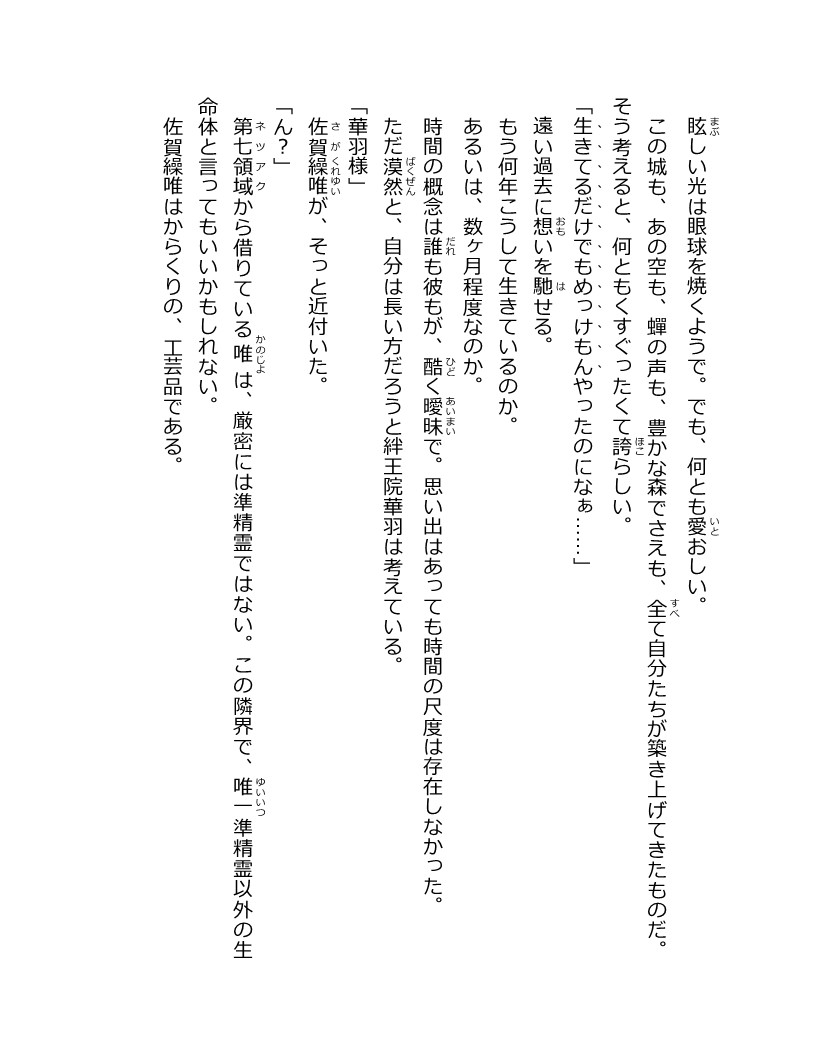 眩しい光は眼球を焼くようで。でも、何とも愛おしい。
この城も、あの空も、蟬の声も、豊かな森でさえも、全て自分たちが築き上げてきたものだ。
そう考えると、何ともくすぐったくて誇らしい。
「生きてるだけでもめっけもんやったのになぁ……」
遠い過去に想いを馳せる。
もう何年こうして生きているのか。
あるいは、数ヶ月程度なのか。
時間の概念は誰も彼もが、酷く曖昧で。思い出はあっても時間の尺度は存在しなかった。
ただ漠然と、自分は長い方だろうと絆王院華羽は考えている。
「華羽様」
佐賀繰唯が、そっと近付いた。
「ん？」
第七領域から借りている唯は、厳密には準精霊ではない。この隣界で、唯一準精霊以外の生
命体と言ってもいいかもしれない。
佐賀繰唯はからくりの、工芸品である。